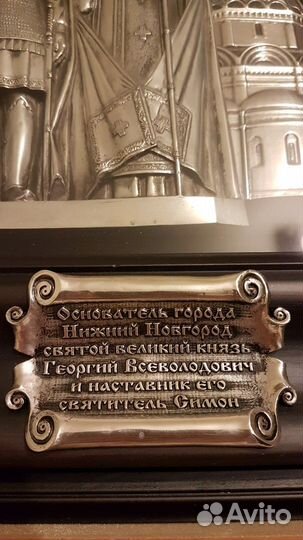 Основатель города
Нижний Новгород
святой великий князь
Георгий Всеволодович
и наставник его
святитель Симон
Avito